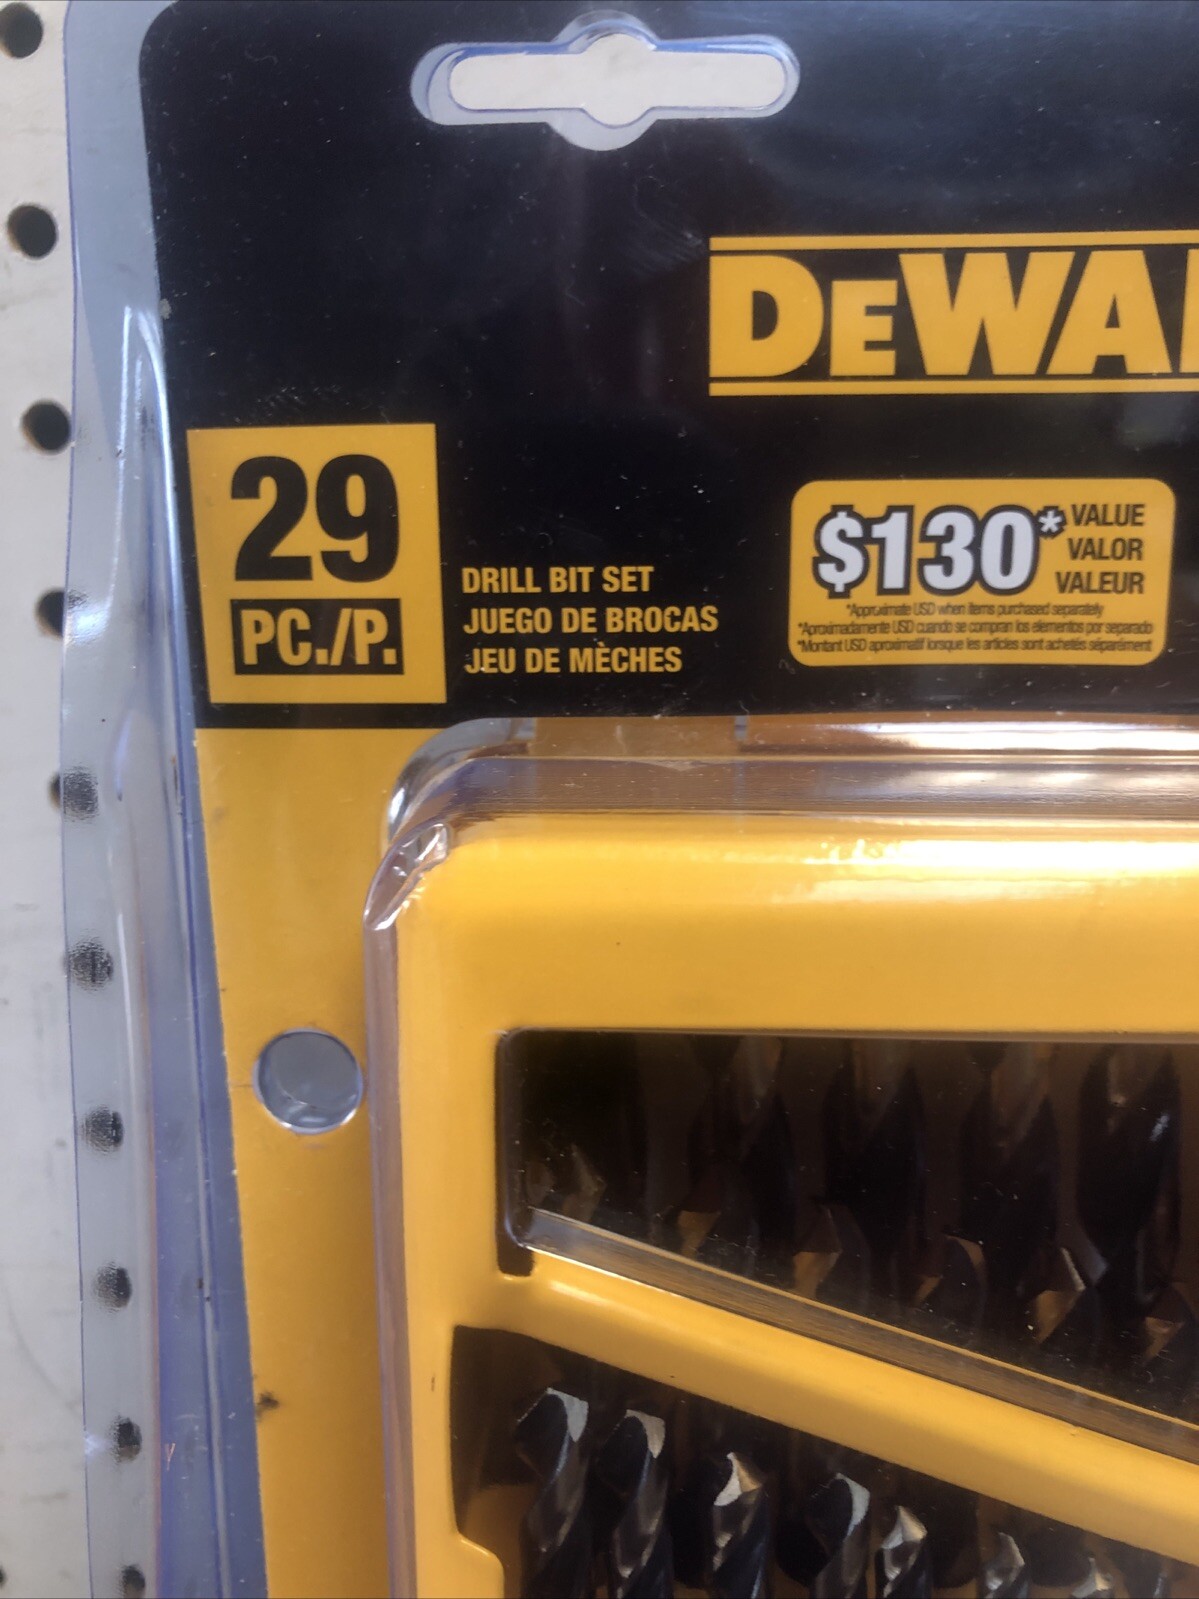 DEWA
29
PC./P.
DRILL BIT SET
JUEGO DE BROCAS
JEU DE MÈCHES
$130*
VALUE
VALOR
VALEUR
*Approximate USD when items purchased separately
*Aproximadamente USD cuando se compran los elementos por separado
*Montant USD aproximatif lorsque les articles sont achetés séparément